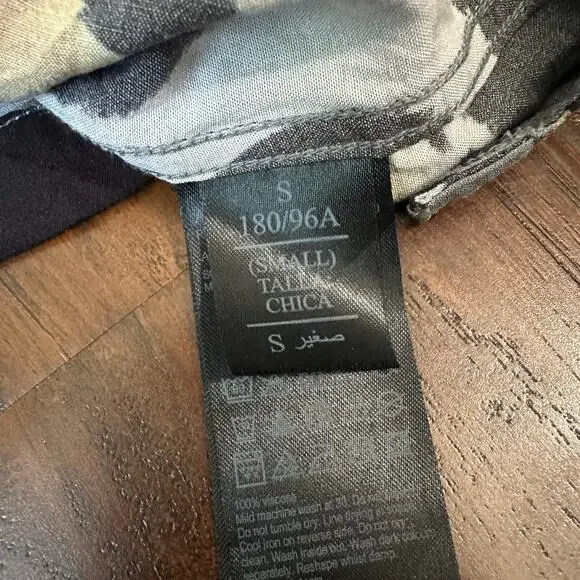 S
180/96A
(SMALL)
TALLA
CHICA
S صغير
100% viscose
Mild machine wash at 30. Do not
Do not tumble dry. Line drying in
Cool iron on reverse side. Do not dry
clean. Wash inside out. Wash dark colour
separately. Reshape whilst damp.